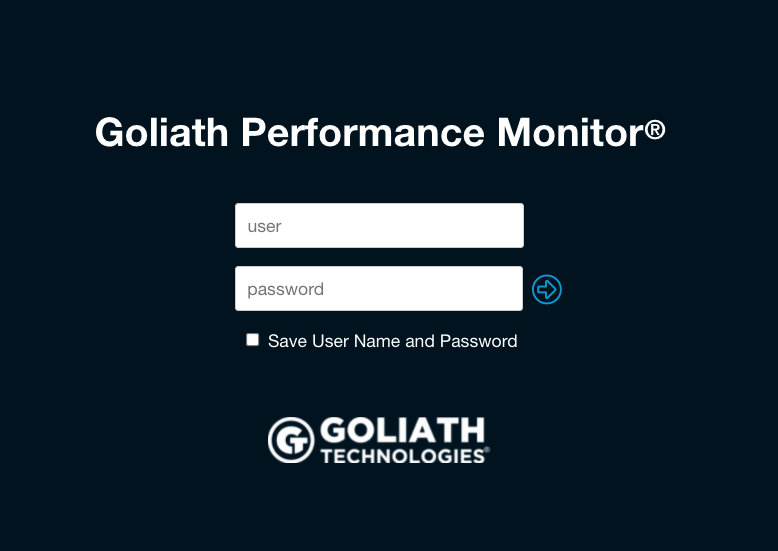 Goliath Performance Monitor®
user
password
Save User Name and Password
GOLIATH
TECHNOLOGIES®